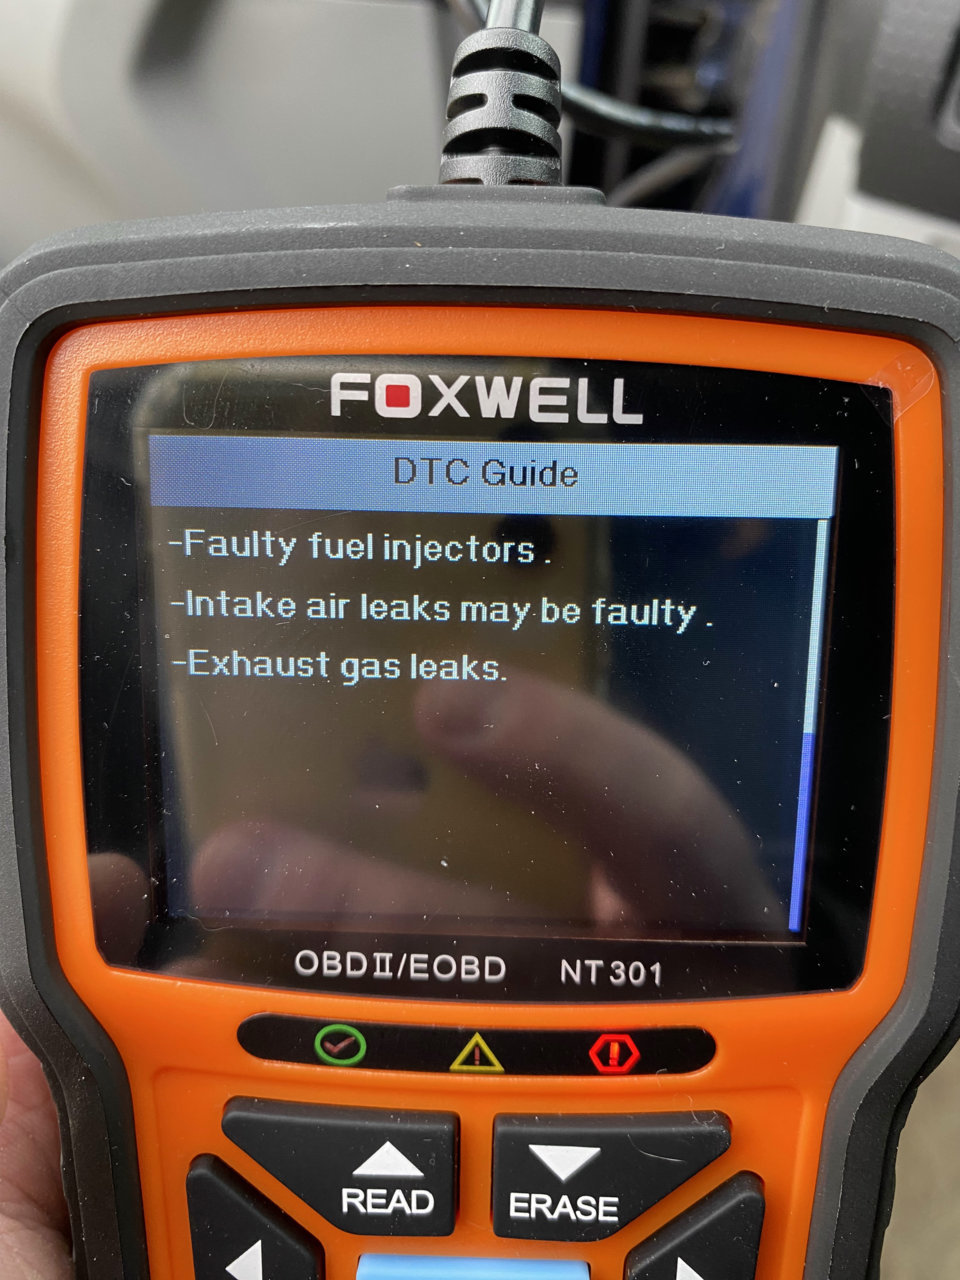 FOXWELL
DTC Guide
-Faulty fuel injectors .
-Intake air leaks may be faulty .
-Exhaust gas leaks.
OBDII/EOBD NT301
READ
ERASE